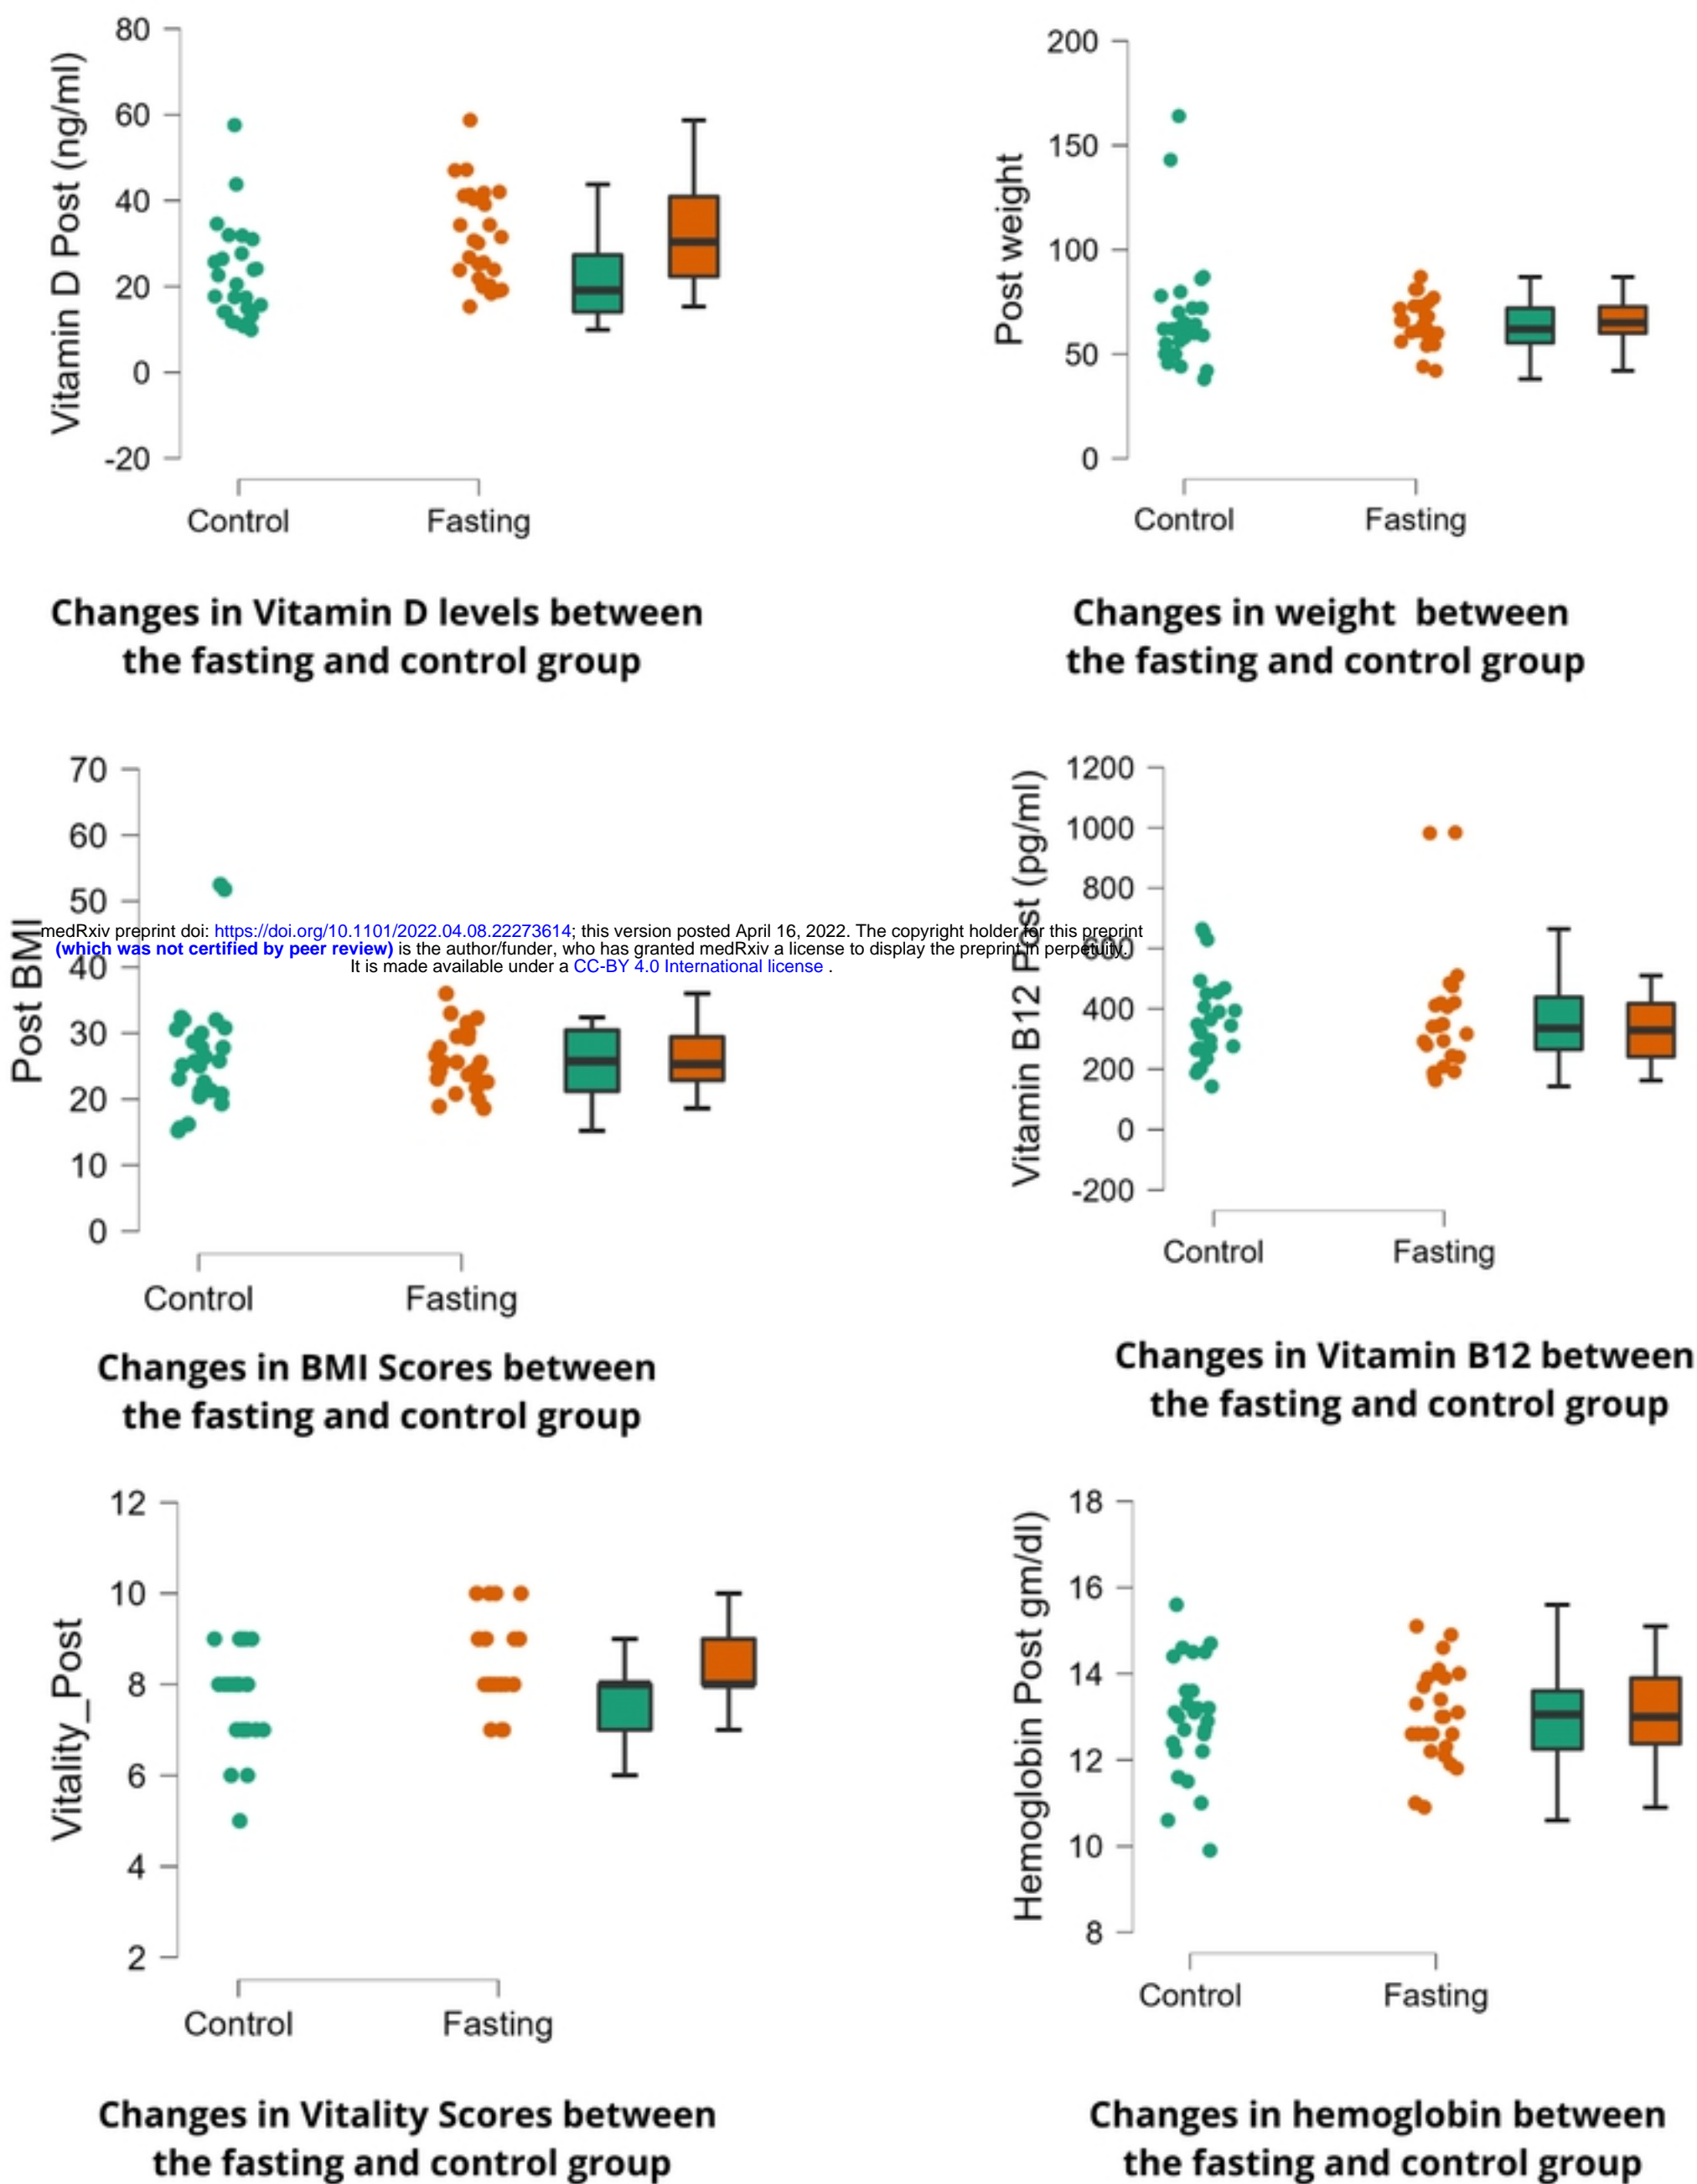 80
60
40
20
0
-20
Vitamin D Post (ng/ml)
Control
Fasting
Changes in Vitamin D levels between
the fasting and control group
200
150
100
50
0
Post weight
Control
Fasting
Changes in weight between
the fasting and control group
70
60
50
40
30
20
10
0
Post BMI
Control
Fasting
Changes in BMI Scores between
the fasting and control group
1200
1000
800
600
400
200
0
-200
Vitamin B12 Post (pg/ml)
Control
Fasting
Changes in Vitamin B12 between
the fasting and control group
medRxiv preprint doi: https://doi.org/10.1101/2022.04.08.22273614; this version posted April 16, 2022. The copyright holder for this preprint
(which was not certified by peer review) is the author/funder, who has granted medRxiv a license to display the preprint in perpetuity.
It is made available under a CC-BY 4.0 International license .
12
10
8
6
4
2
Vitality_Post
Control
Fasting
Changes in Vitality Scores between
the fasting and control group
18
16
14
12
10
8
Hemoglobin Post gm/dl)
Control
Fasting
Changes in hemoglobin between
the fasting and control group